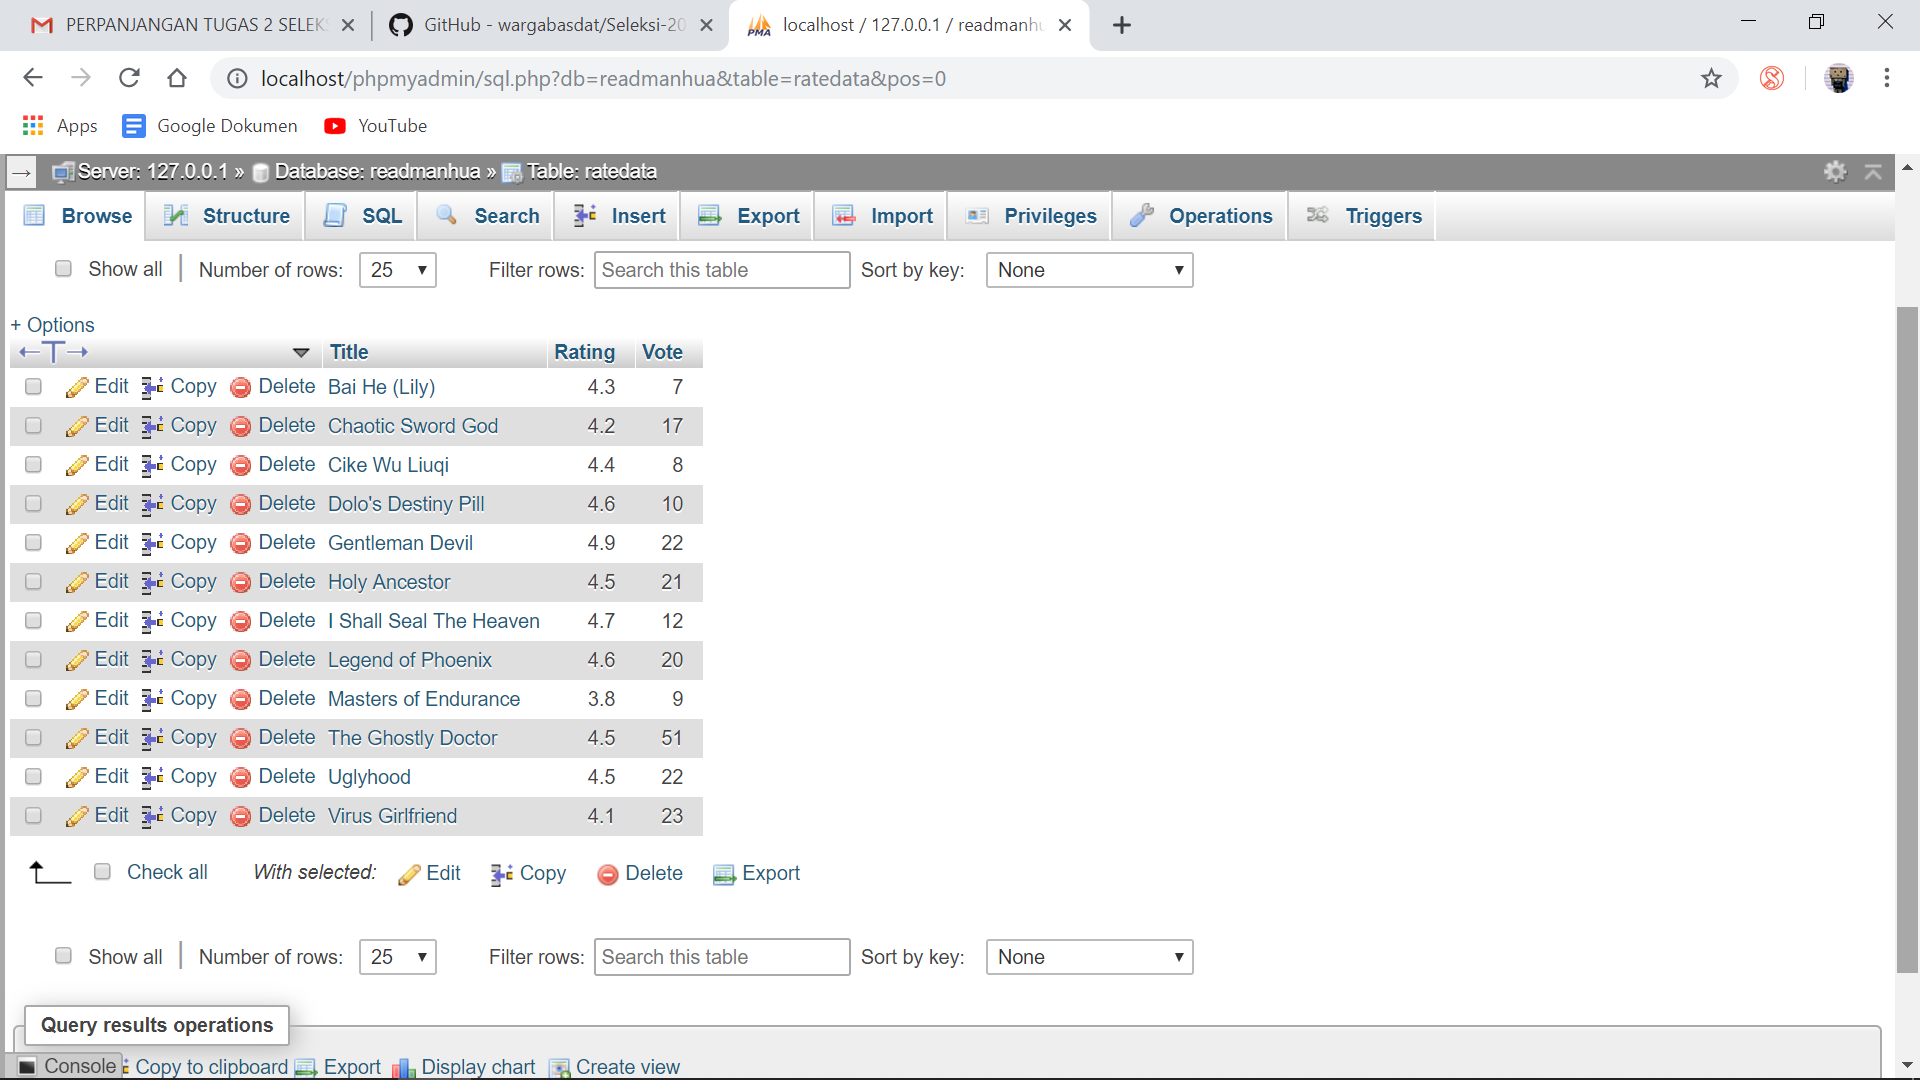 PERPANJANGAN TUGAS 2 SELEKS
GitHub - wargabasdat/Seleksi-20
PMA localhost / 127.0.0.1 / readmanhu
localhost/phpmyadmin/sql.php?db=readmanhua&table=ratedata&pos=0
Apps Google Dokumen YouTube
Server: 127.0.0.1 » Database: readmanhua » Table: ratedata
Browse Structure SQL Search Insert Export Import Privileges Operations Triggers
Show all Number of rows: 25 Filter rows: Search this table Sort by key: None
+ Options
←T→ Title Rating Vote
Edit Copy Delete Bai He (Lily) 4.3 7
Edit Copy Delete Chaotic Sword God 4.2 17
Edit Copy Delete Cike Wu Liuqi 4.4 8
Edit Copy Delete Dolo's Destiny Pill 4.6 10
Edit Copy Delete Gentleman Devil 4.9 22
Edit Copy Delete Holy Ancestor 4.5 21
Edit Copy Delete I Shall Seal The Heaven 4.7 12
Edit Copy Delete Legend of Phoenix 4.6 20
Edit Copy Delete Masters of Endurance 3.8 9
Edit Copy Delete The Ghostly Doctor 4.5 51
Edit Copy Delete Uglyhood 4.5 22
Edit Copy Delete Virus Girlfriend 4.1 23
Check all With selected: Edit Copy Delete Export
Show all Number of rows: 25 Filter rows: Search this table Sort by key: None
Query results operations
Console Copy to clipboard Export Display chart Create view